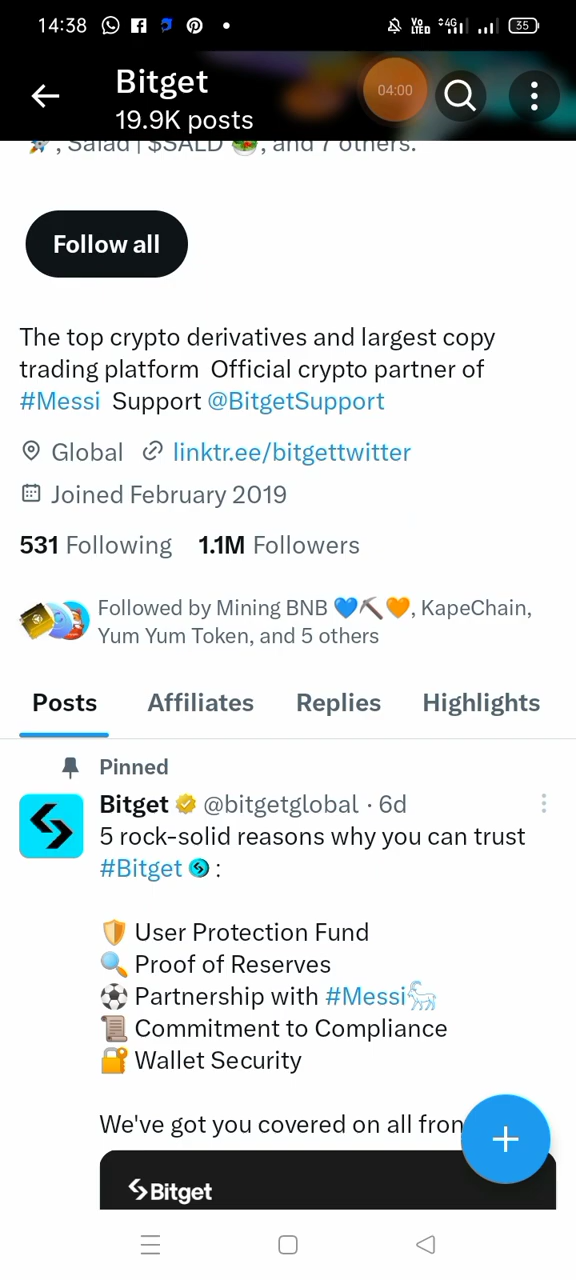 14:38
Vo LTED 4G 35
Bitget
19.9K posts
04:00
🚀, Salad | $SALD 🥗, and 7 others.
Follow all
The top crypto derivatives and largest copy
trading platform Official crypto partner of
#Messi Support @BitgetSupport
Global linktr.ee/bitgettwitter
Joined February 2019
531 Following 1.1M Followers
Followed by Mining BNB 💙⛏️🧡, KapeChain,
Yum Yum Token, and 5 others
Posts Affiliates Replies Highlights
Pinned
Bitget @bitgetglobal · 6d
5 rock-solid reasons why you can trust
#Bitget :
🛡️ User Protection Fund
🔍 Proof of Reserves
⚽ Partnership with #Messi🐐
📜 Commitment to Compliance
🔐 Wallet Security
We've got you covered on all fron
Bitget